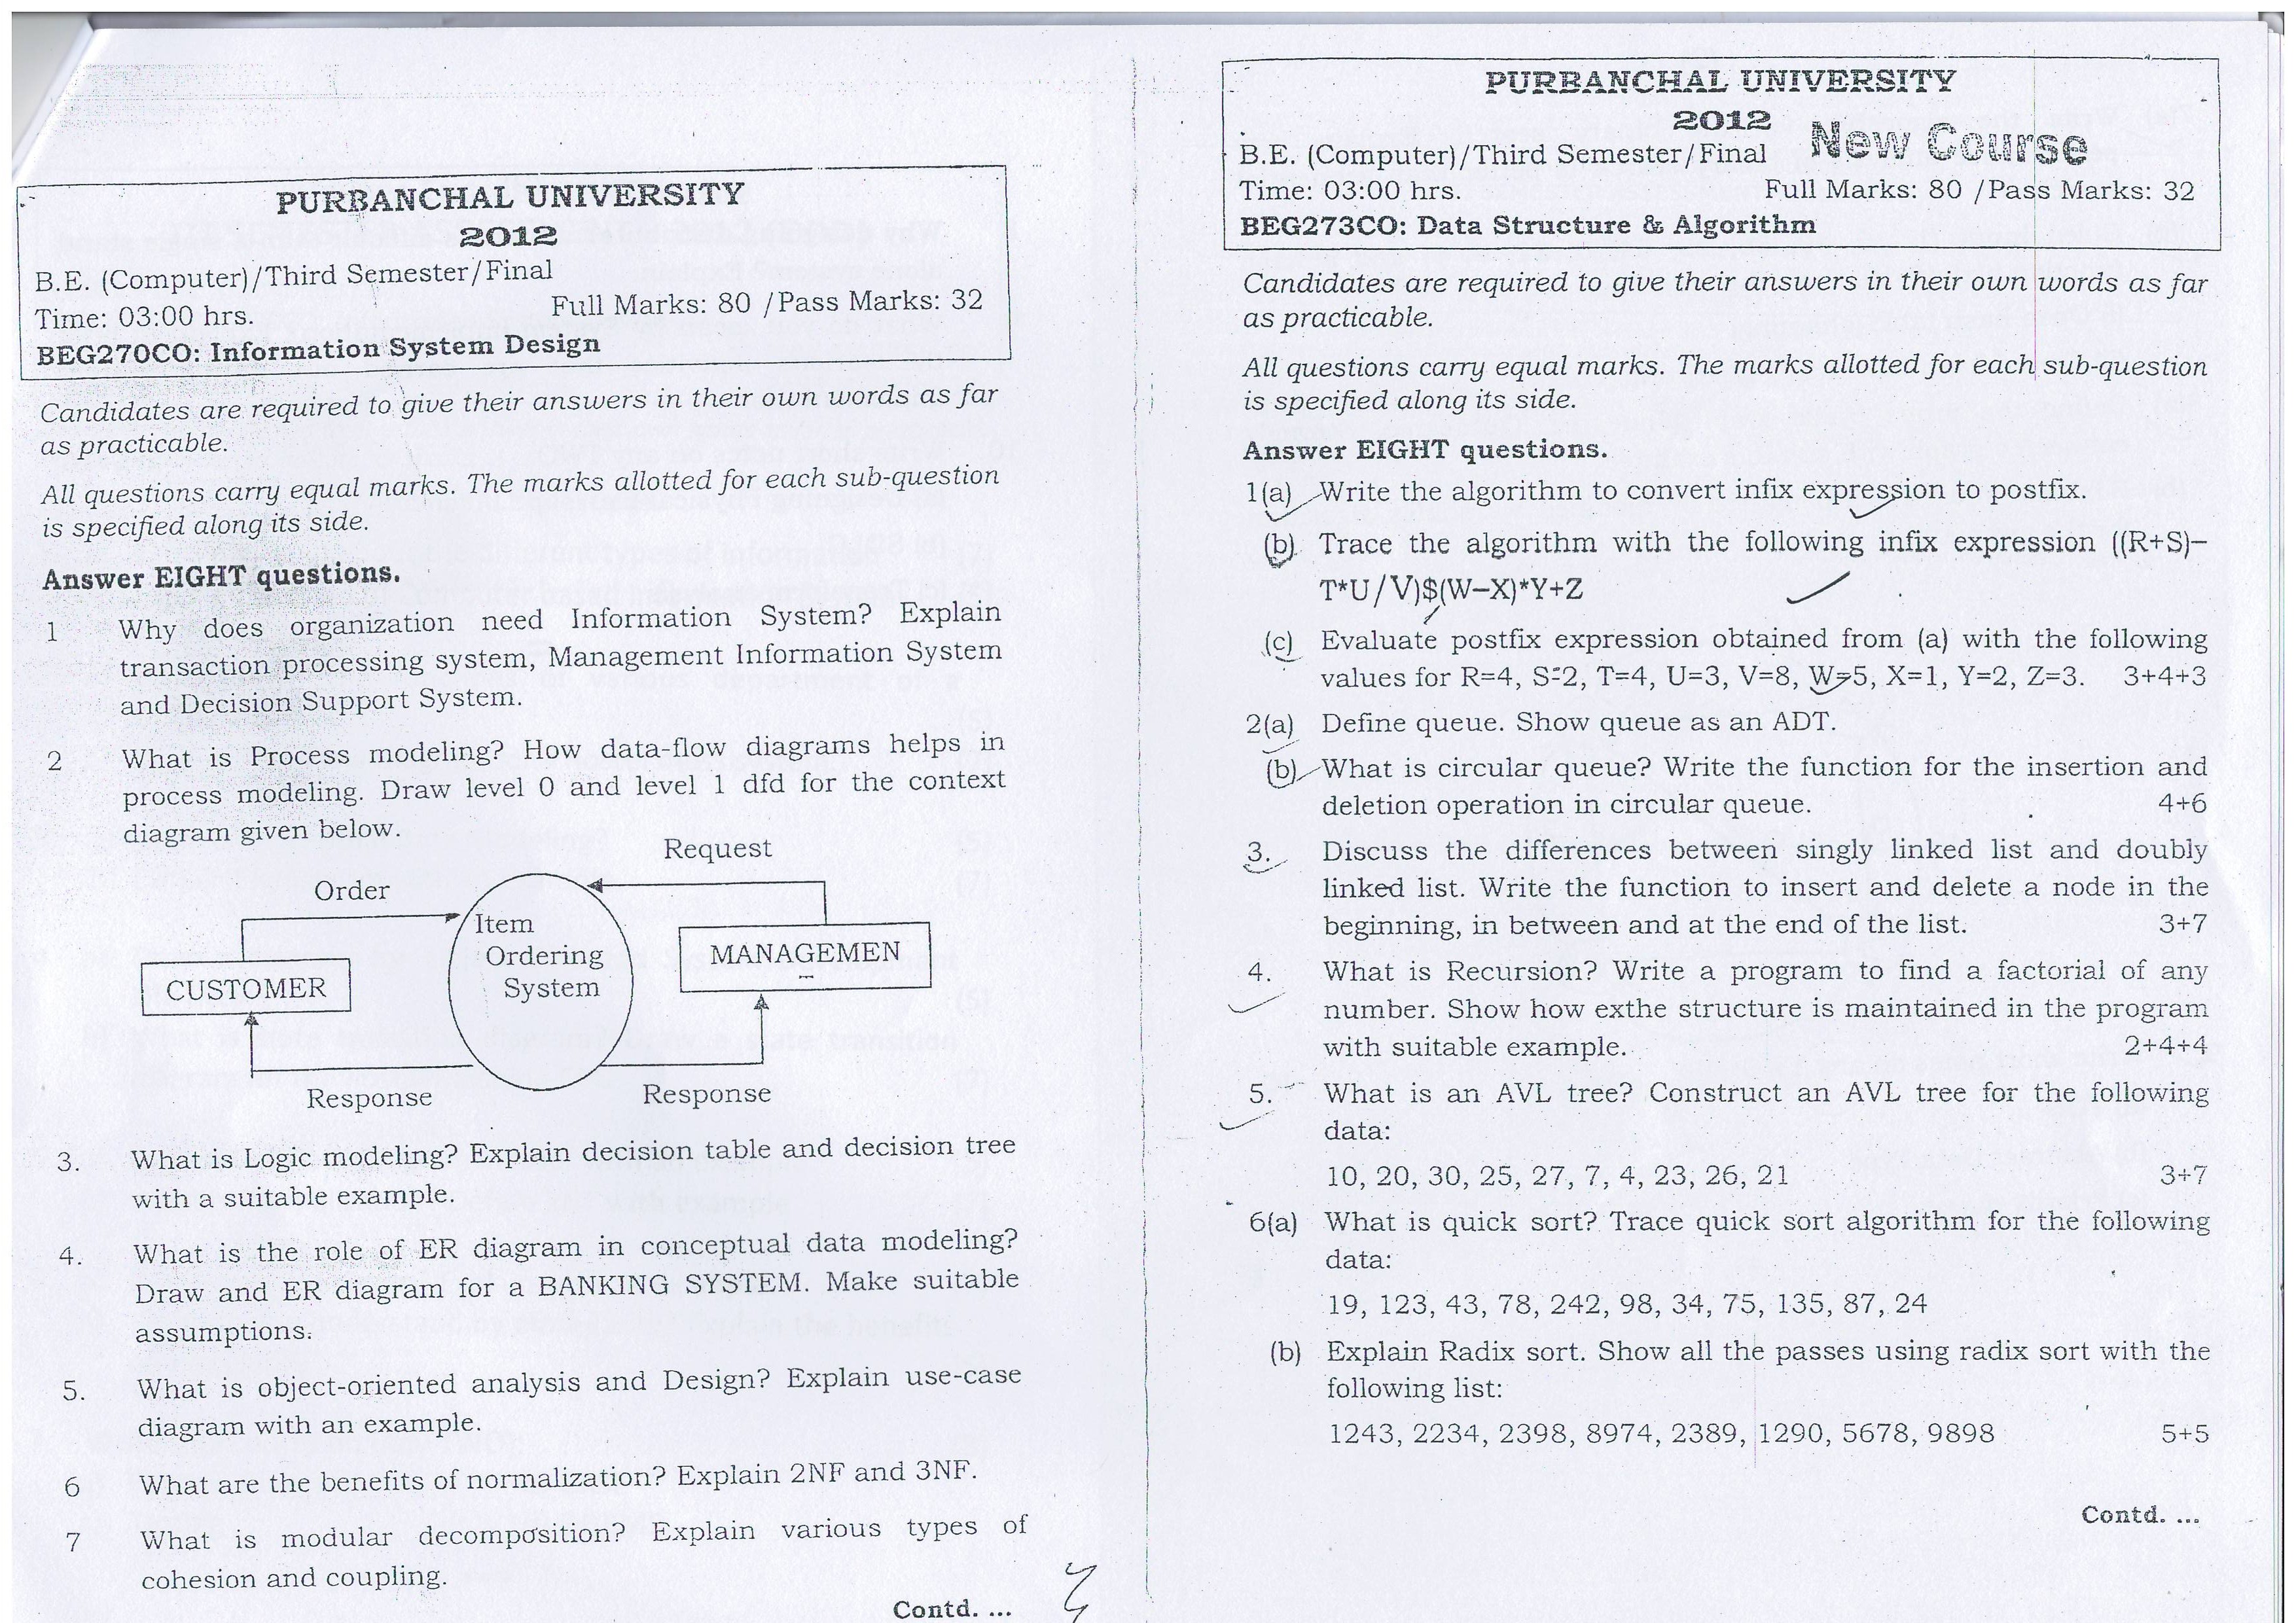 PURBANCHAL UNIVERSITY
2012
B.E. (Computer)/Third Semester/Final
Time: 03:00 hrs. Full Marks: 80 /Pass Marks: 32
BEG270CO: Information System Design
Candidates are required to give their answers in their own words as far
as practicable.
All questions carry equal marks. The marks allotted for each sub-question
is specified along its side.
Answer EIGHT questions.
1 Why does organization need Information System? Explain
transaction processing system, Management Information System
and Decision Support System.
2 What is Process modeling? How data-flow diagrams helps in
process modeling. Draw level 0 and level 1 dfd for the context
diagram given below.
Request
Order
Item
Ordering
System
MANAGEMEN
CUSTOMER
Response
Response
3. What is Logic modeling? Explain decision table and decision tree
with a suitable example.
4. What is the role of ER diagram in conceptual data modeling?
Draw and ER diagram for a BANKING SYSTEM. Make suitable
assumptions.
5. What is object-oriented analysis and Design? Explain use-case
diagram with an example.
6 What are the benefits of normalization? Explain 2NF and 3NF.
7 What is modular decomposition? Explain various types of
cohesion and coupling.
Contd. ...
PURBANCHAL UNIVERSITY
2012
New Course
B.E. (Computer)/Third Semester/Final
Time: 03:00 hrs. Full Marks: 80 /Pass Marks: 32
BEG273CO: Data Structure & Algorithm
Candidates are required to give their answers in their own words as far
as practicable.
All questions carry equal marks. The marks allotted for each sub-question
is specified along its side.
Answer EIGHT questions.
1(a) Write the algorithm to convert infix expression to postfix.
(b) Trace the algorithm with the following infix expression ((R+S)–
T*U/V)$(W–X)*Y+Z
(c) Evaluate postfix expression obtained from (a) with the following
values for R=4, S=2, T=4, U=3, V=8, W=5, X=1, Y=2, Z=3. 3+4+3
2(a) Define queue. Show queue as an ADT.
(b) What is circular queue? Write the function for the insertion and
deletion operation in circular queue. 4+6
3. Discuss the differences between singly linked list and doubly
linked list. Write the function to insert and delete a node in the
beginning, in between and at the end of the list. 3+7
4. What is Recursion? Write a program to find a factorial of any
number. Show how exthe structure is maintained in the program
with suitable example. 2+4+4
5. What is an AVL tree? Construct an AVL tree for the following
data:
10, 20, 30, 25, 27, 7, 4, 23, 26, 21 3+7
6(a) What is quick sort? Trace quick sort algorithm for the following
data:
19, 123, 43, 78, 242, 98, 34, 75, 135, 87, 24
(b) Explain Radix sort. Show all the passes using radix sort with the
following list:
1243, 2234, 2398, 8974, 2389, 1290, 5678, 9898 5+5
Contd. ...